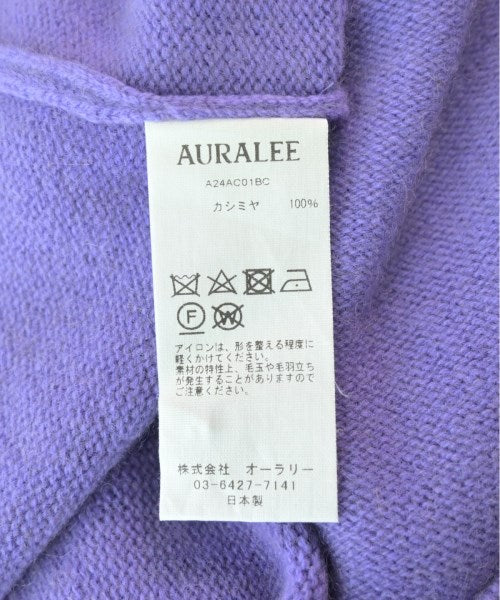 AURALEE
A24AC01BC
カシミヤ 100%
F W
アイロンは、形を整える程度に
軽くかけてください。
素材の特性上、毛玉や毛羽立ち
が発生することがありますので
ご注意ください。
株式会社 オーラリー
03-6427-7141
日本製